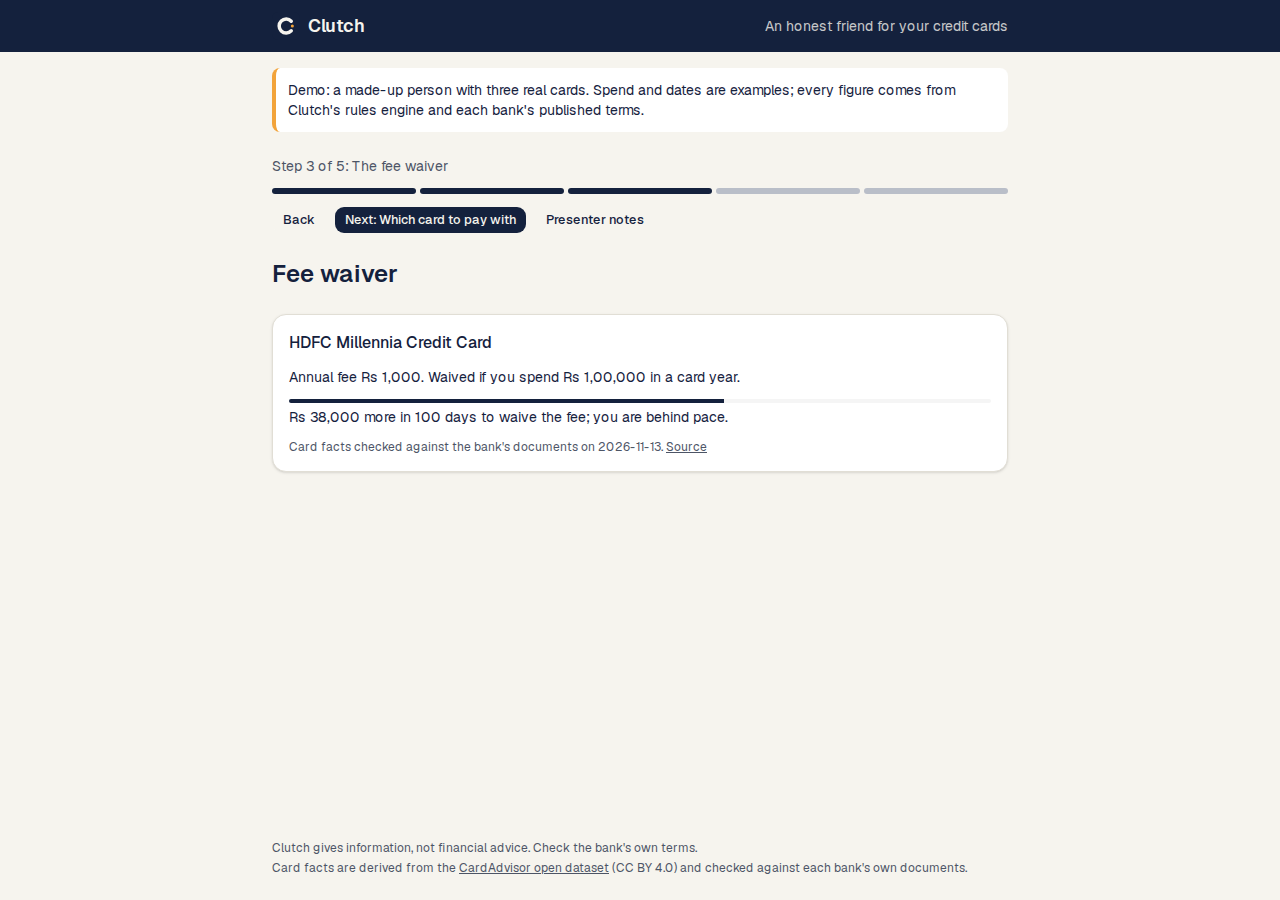 Clutch
An honest friend for your credit cards
Demo: a made-up person with three real cards. Spend and dates are examples; every figure comes from
Clutch's rules engine and each bank's published terms.
Step 3 of 5: The fee waiver
Back
Next: Which card to pay with
Presenter notes
Fee waiver
HDFC Millennia Credit Card
Annual fee Rs 1,000. Waived if you spend Rs 1,00,000 in a card year.
Rs 38,000 more in 100 days to waive the fee; you are behind pace.
Card facts checked against the bank's documents on 2026-11-13. Source
Clutch gives information, not financial advice. Check the bank's own terms.
Card facts are derived from the CardAdvisor open dataset (CC BY 4.0) and checked against each bank's own documents.